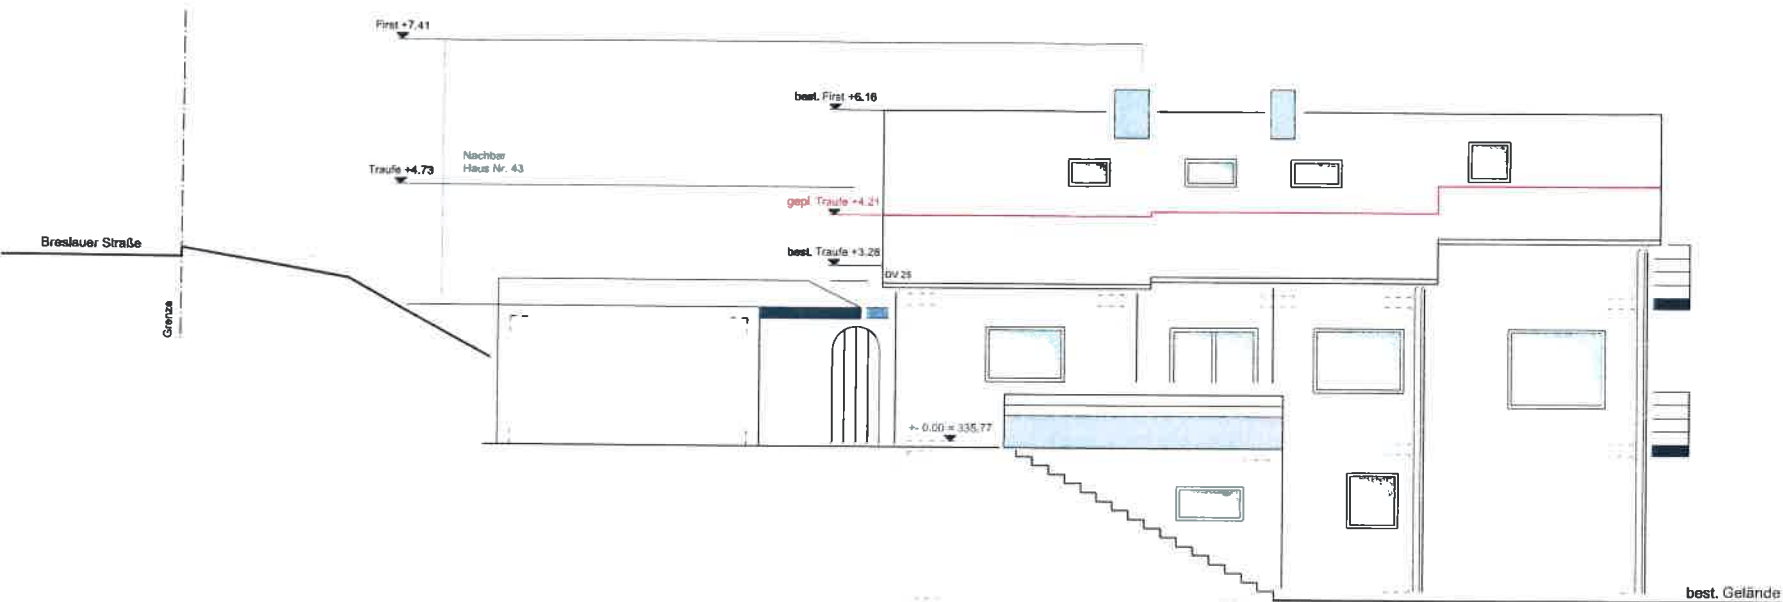 First +7.41
best. First +6.16
Nachbar
Haus Nr. 43
Traufe +4.73
gepl. Traufe +4.21
Breslauer Straße
best. Traufe +3.28
DV 25
Grenze
+- 0.00 = 335.77
best. Gelände